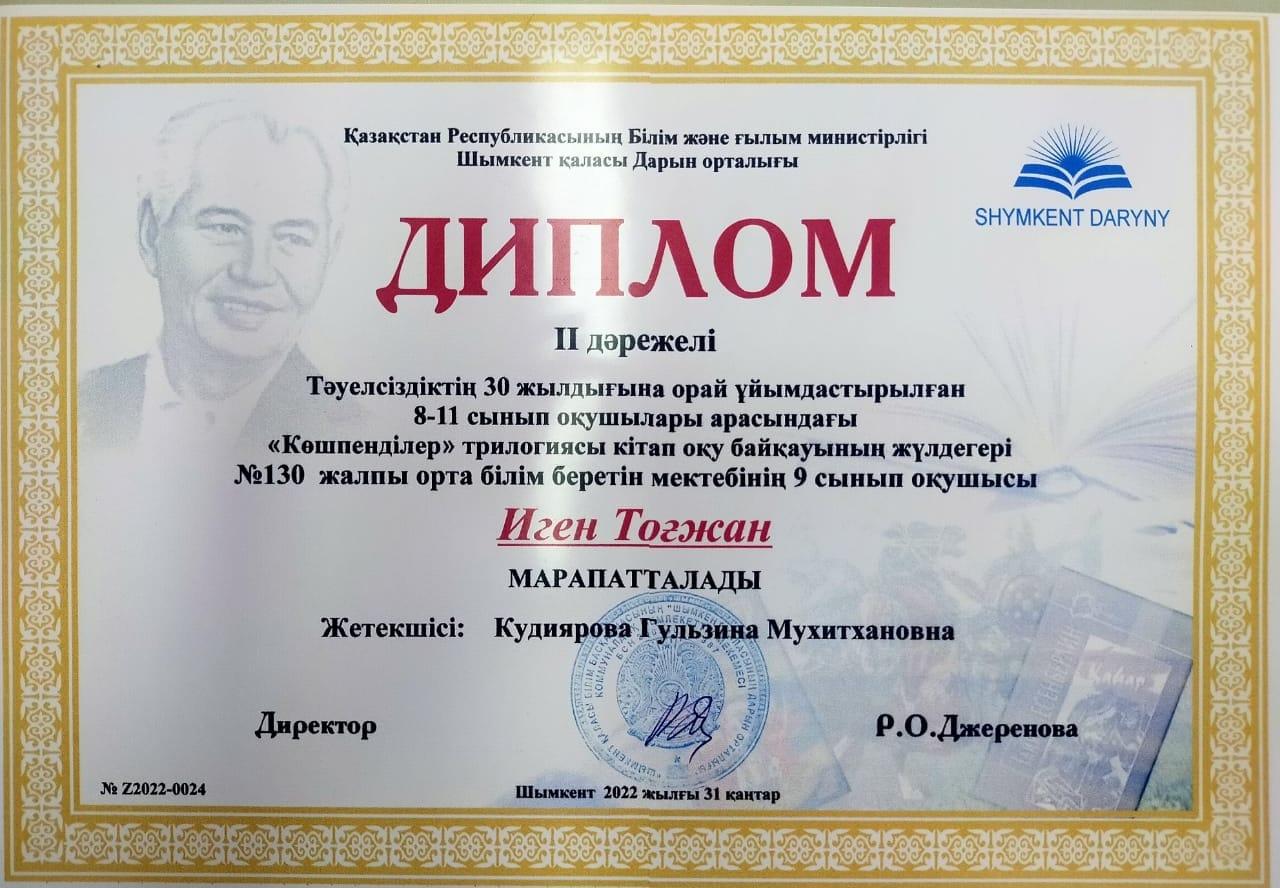 Қазақстан Республикасының Білім және ғылым министірлігі
Шымкент қаласы Дарын орталығы
SHYMKENT DARYNY
ДИПЛОМ
II дәрежелі
Тәуелсіздіктің 30 жылдығына орай ұйымдастырылған
8-11 сынып оқушылары арасындағы
«Көшпенділер» трилогиясы кітап оқу байқауының жүлдегері
№130 жалпы орта білім беретін мектебінің 9 сынып оқушысы
Иген Тоғжан
МАРАПАТТАЛАДЫ
Жетекшісі: Кудиярова Гульзина Мухитхановна
Директор
Р.О.Джеренова
Қаһар
№ Z2022-0024
Шымкент 2022 жылғы 31 қаңтар